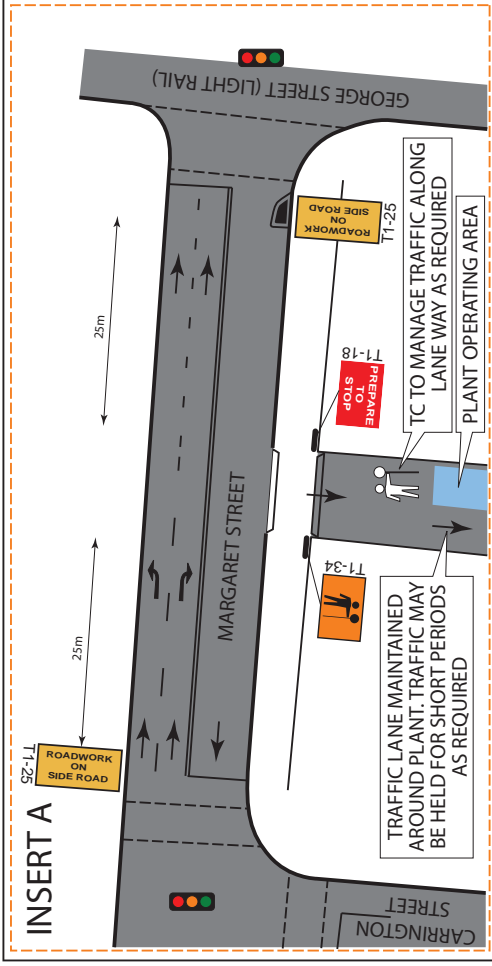 INSERT A
GEORGE STREET (LIGHT RAIL)
25m
25m
T1-25
ROADWORK
ON
SIDE ROAD
MARGARET STREET
ROADWORK
ON
SIDE ROAD
T1-25
T1-18
PREPARE
TO
STOP
T1-34
TC TO MANAGE TRAFFIC ALONG
LANE WAY AS REQUIRED
PLANT OPERATING AREA
TRAFFIC LANE MAINTAINED
AROUND PLANT. TRAFFIC MAY
BE HELD FOR SHORT PERIODS
AS REQUIRED
CARRINGTON
STREET